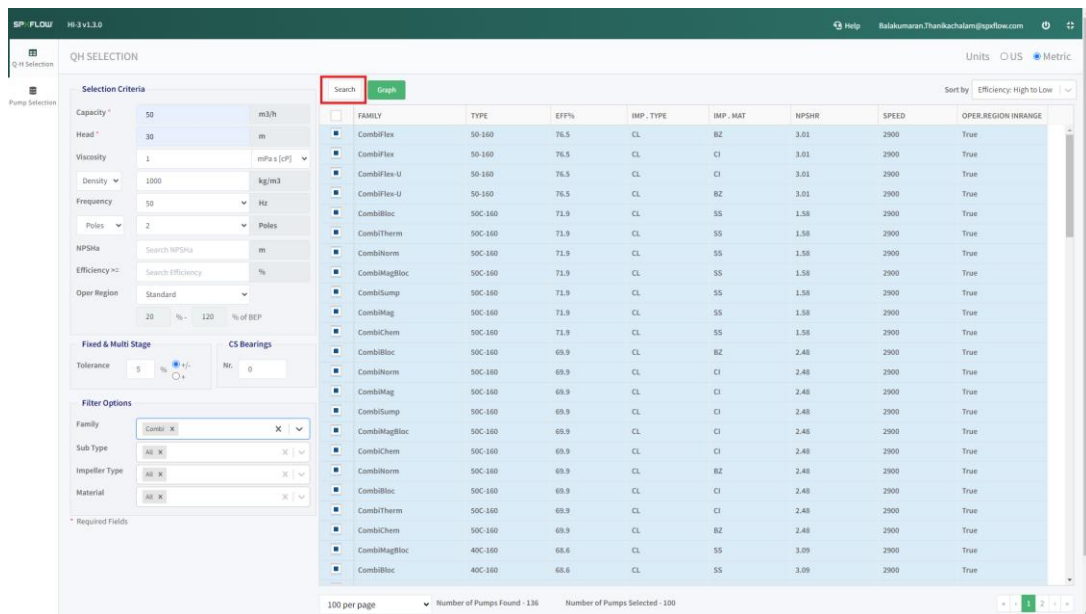 SPXFLOW HI-3 v1.3.0 Help Balakumaran.Thanikachalam@spxflow.com
Q-H Selection
Pump Selection
QH SELECTION Units US Metric
Selection Criteria
Capacity * 50 m3/h
Head * 30 m
Viscosity 1 mPa s [cP]
Density 1000 kg/m3
Frequency 50 Hz
Poles 2 Poles
NPSHa Search NPSHa m
Efficiency >= Search Efficiency %
Oper Region Standard
20 % - 120 % of BEP
Fixed & Multi Stage
Tolerance 5 % +/-
+
CS Bearings
Nr. 0
Filter Options
Family Combi x X
Sub Type All x X
Impeller Type All x X
Material All x X
* Required Fields
Search Graph Sort by Efficiency: High to Low
FAMILY TYPE EFF% IMP . TYPE IMP . MAT NPSHR SPEED OPER.REGION INRANGE
CombiFlex 50-160 76.5 CL BZ 3.01 2900 True
CombiFlex 50-160 76.5 CL CI 3.01 2900 True
CombiFlex-U 50-160 76.5 CL CI 3.01 2900 True
CombiFlex-U 50-160 76.5 CL BZ 3.01 2900 True
CombiBloc 50C-160 71.9 CL SS 1.58 2900 True
CombiTherm 50C-160 71.9 CL SS 1.58 2900 True
CombiNorm 50C-160 71.9 CL SS 1.58 2900 True
CombiMagBloc 50C-160 71.9 CL SS 1.58 2900 True
CombiSump 50C-160 71.9 CL SS 1.58 2900 True
CombiMag 50C-160 71.9 CL SS 1.58 2900 True
CombiChem 50C-160 71.9 CL SS 1.58 2900 True
CombiBloc 50C-160 69.9 CL BZ 2.48 2900 True
CombiNorm 50C-160 69.9 CL CI 2.48 2900 True
CombiMag 50C-160 69.9 CL CI 2.48 2900 True
CombiSump 50C-160 69.9 CL CI 2.48 2900 True
CombiMagBloc 50C-160 69.9 CL CI 2.48 2900 True
CombiChem 50C-160 69.9 CL CI 2.48 2900 True
CombiNorm 50C-160 69.9 CL BZ 2.48 2900 True
CombiBloc 50C-160 69.9 CL CI 2.48 2900 True
CombiTherm 50C-160 69.9 CL CI 2.48 2900 True
CombiChem 50C-160 69.9 CL BZ 2.48 2900 True
CombiMagBloc 40C-160 68.6 CL SS 3.09 2900 True
CombiBloc 40C-160 68.6 CL SS 3.09 2900 True
100 per page Number of Pumps Found - 136 Number of Pumps Selected - 100 « ‹ 1 2 › »